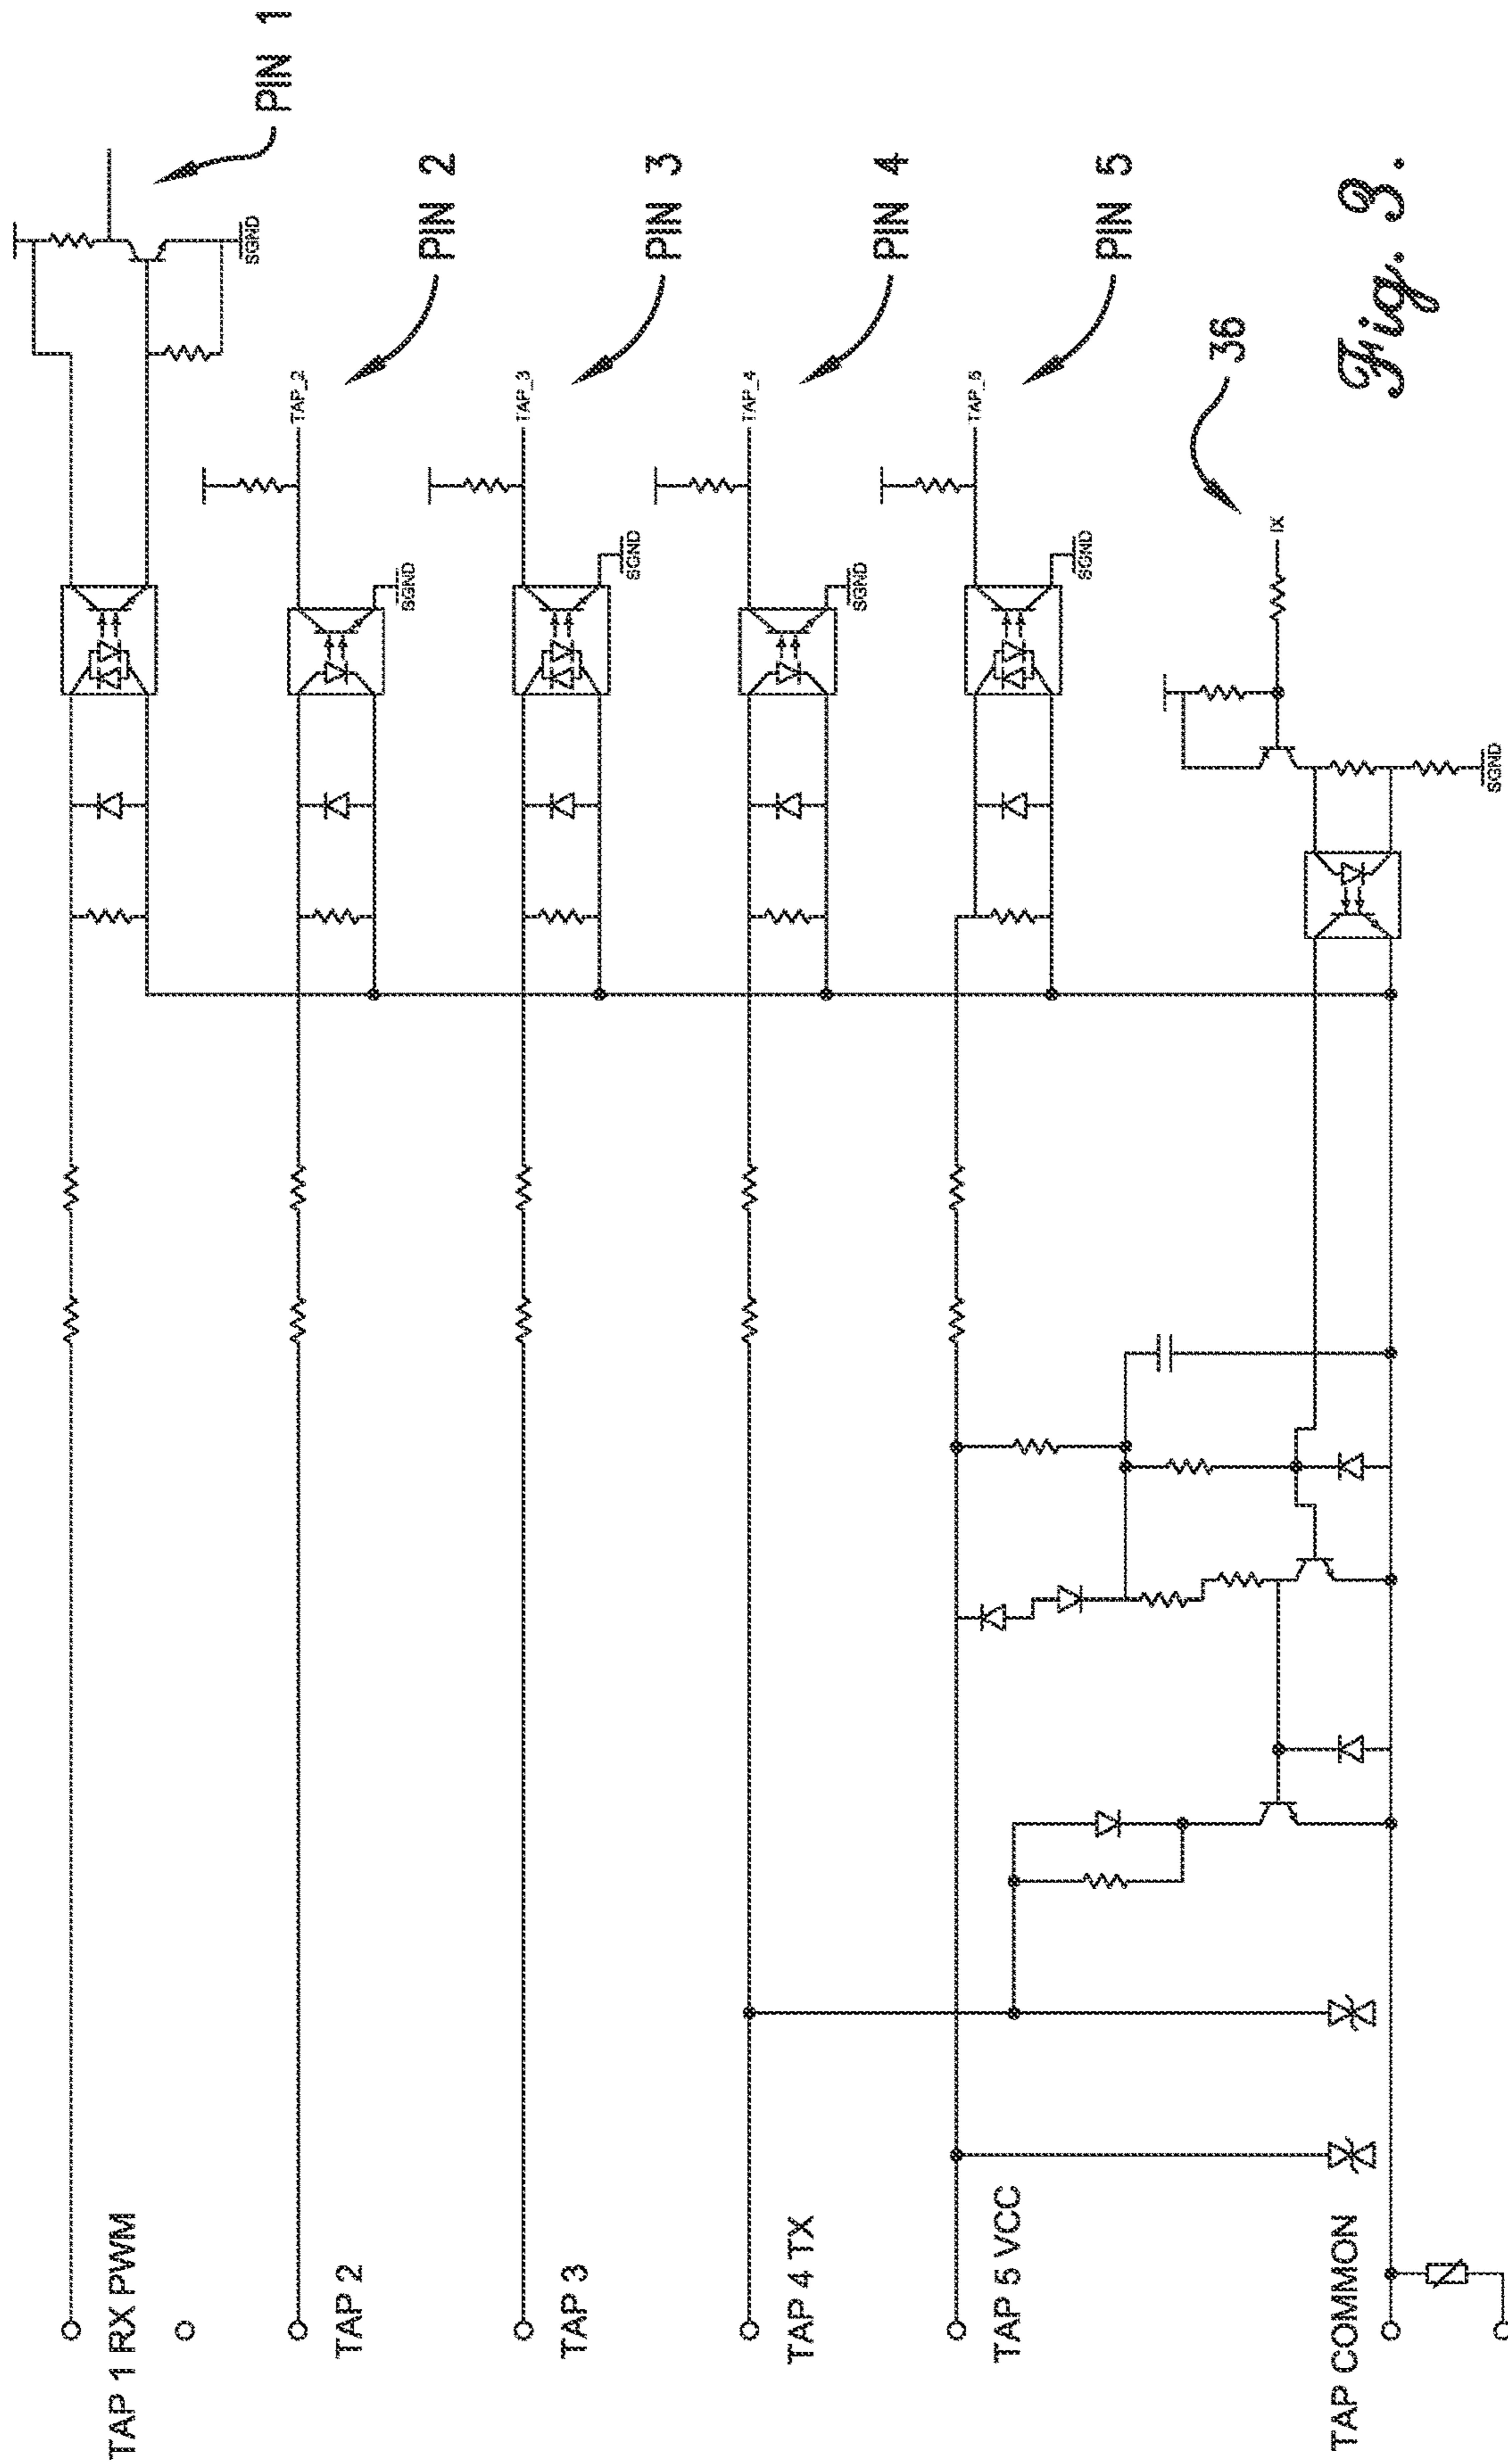 TAP 1 RX PWM
PIN 1
SGND
TAP 2
TAP_2
PIN 2
SGND
TAP 3
TAP_3
PIN 3
SGND
TAP 4 TX
TAP_4
PIN 4
SGND
TAP 5 VCC
TAP_5
PIN 5
SGND
36
IX
SGND
TAP COMMON
Fig. 3.